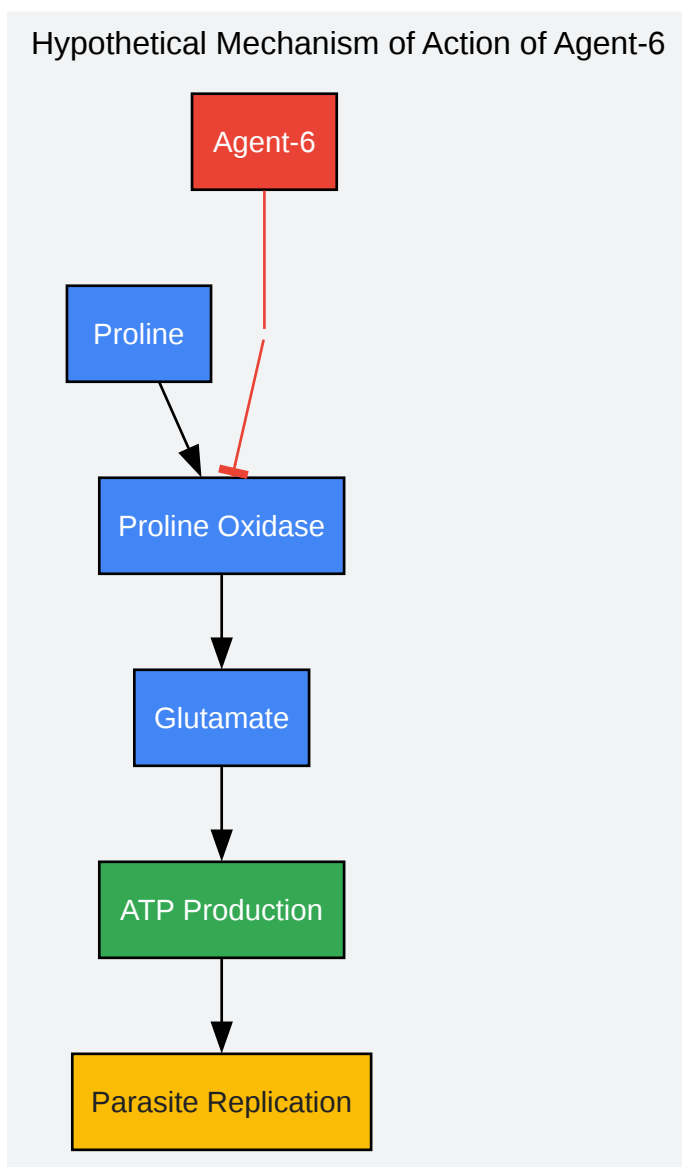 Hypothetical Mechanism of Action of Agent-6
Agent-6
Proline
Proline Oxidase
Glutamate
ATP Production
Parasite Replication